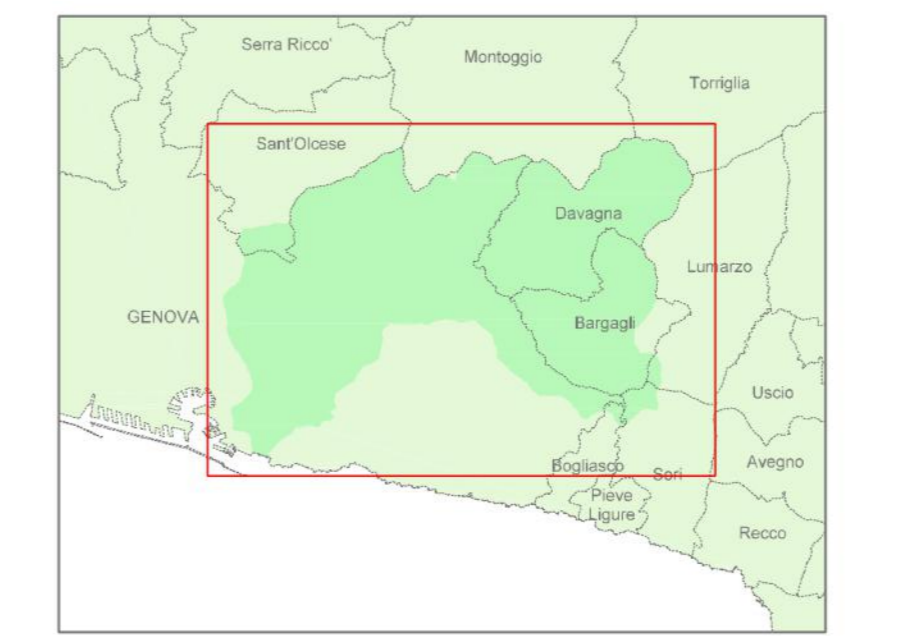 Serra Ricco'
Montoggio
Torriglia
Sant'Olcese
Davagna
Lumarzo
GENOVA
Bargagli
Uscio
Bogliasco
Sori
Avegno
Pieve
Ligure
Recco